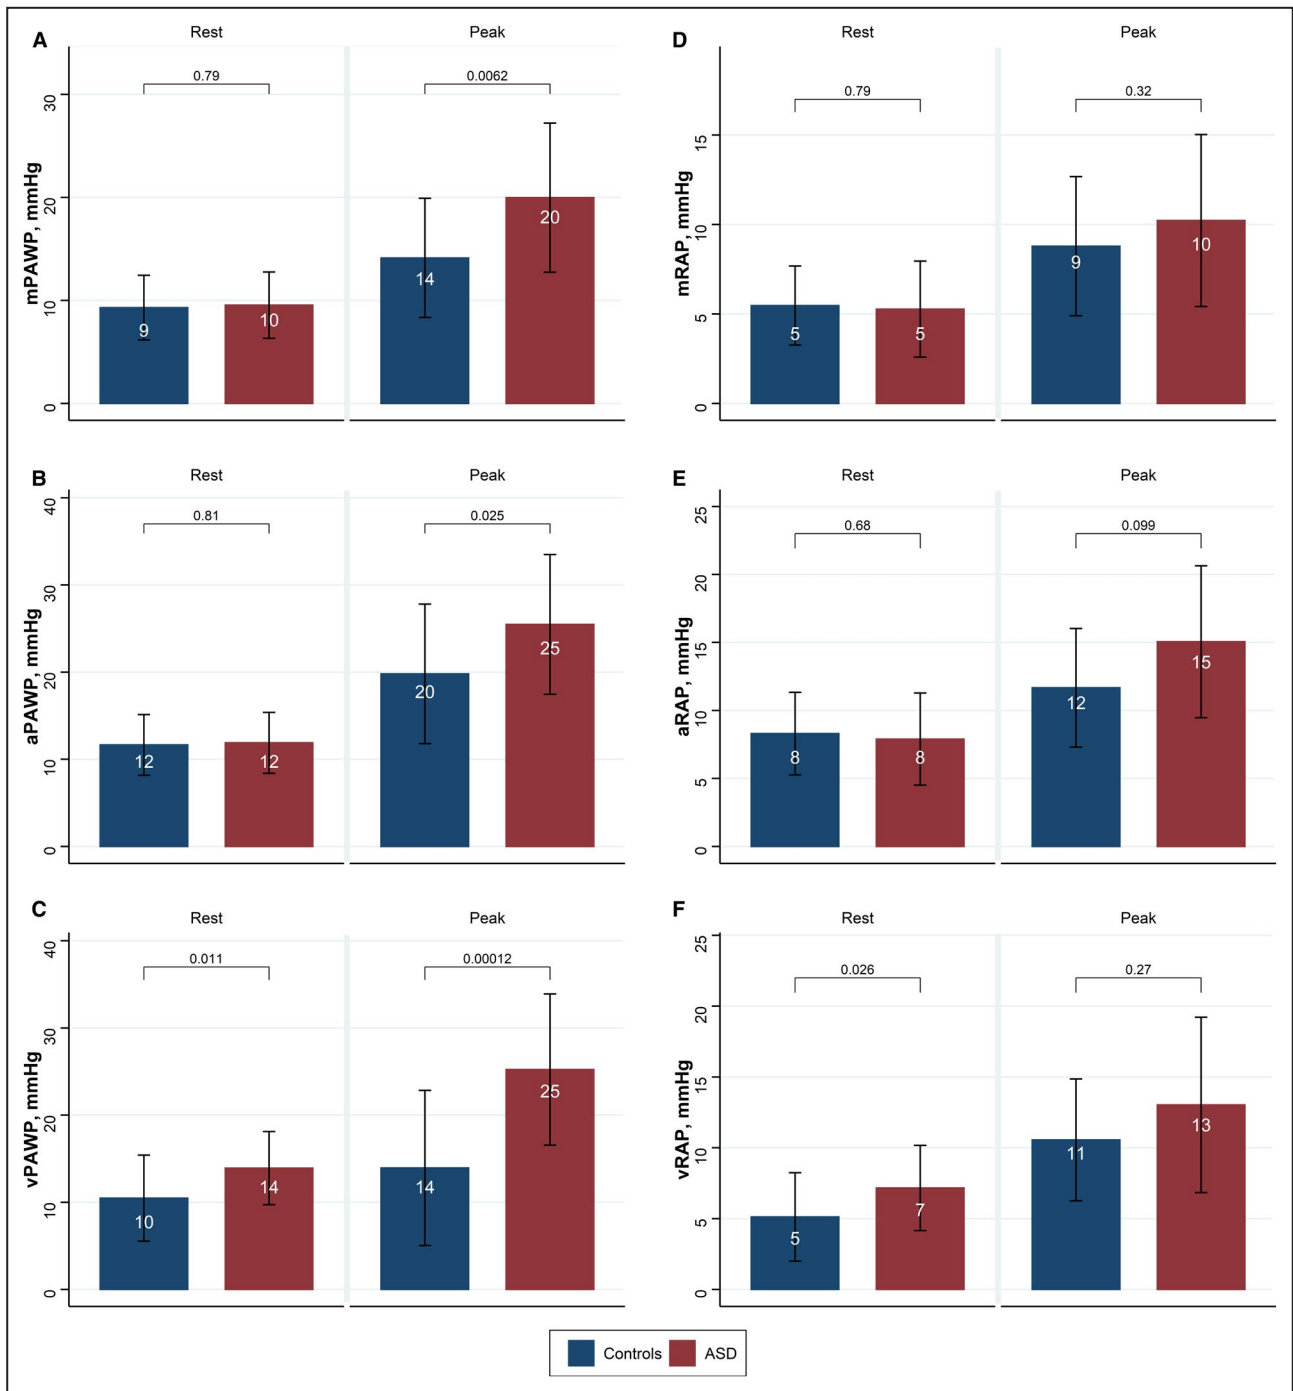 A
Rest
Peak
0.79
0.0062
30
20
10
0
mPAWP, mmHg
9
10
14
20
D
Rest
Peak
0.79
0.32
15
10
5
0
mRAP, mmHg
5
5
9
10
B
Rest
Peak
0.81
0.025
40
30
20
10
0
aPAWP, mmHg
12
12
20
25
E
Rest
Peak
0.68
0.099
25
20
15
10
5
0
aRAP, mmHg
8
8
12
15
C
Rest
Peak
0.011
0.00012
40
30
20
10
0
vPAWP, mmHg
10
14
14
25
F
Rest
Peak
0.026
0.27
25
20
15
10
5
0
vRAP, mmHg
5
7
11
13
Controls ASD